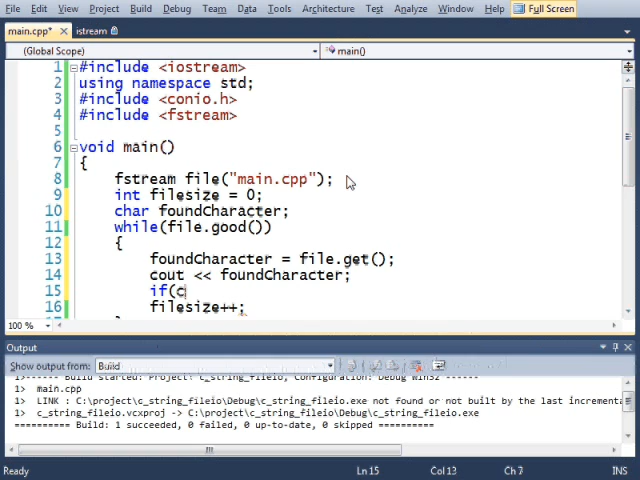 File Edit View Project Build Debug Team Data Tools Architecture Test Analyze Window Help Full Screen
main.cpp* istream
(Global Scope) main()
1 #include <iostream>
2 using namespace std;
3 #include <conio.h>
4 #include <fstream>
5
6 void main()
7 {
8 fstream file("main.cpp");
9 int filesize = 0;
10 char foundCharacter;
11 while(file.good())
12 {
13 foundCharacter = file.get();
14 cout << foundCharacter;
15 if(c
16 filesize++;
100 %
Output
Show output from: Build
1>------ Build started: Project: c_string_fileio, Configuration: Debug Win32 ------
1> main.cpp
1> LINK : C:\project\c_string_fileio\Debug\c_string_fileio.exe not found or not built by the last incrementa
1> c_string_fileio.vcxproj -> C:\project\c_string_fileio\Debug\c_string_fileio.exe
========== Build: 1 succeeded, 0 failed, 0 up-to-date, 0 skipped ==========
Ready Ln 15 Col 13 Ch 7 INS